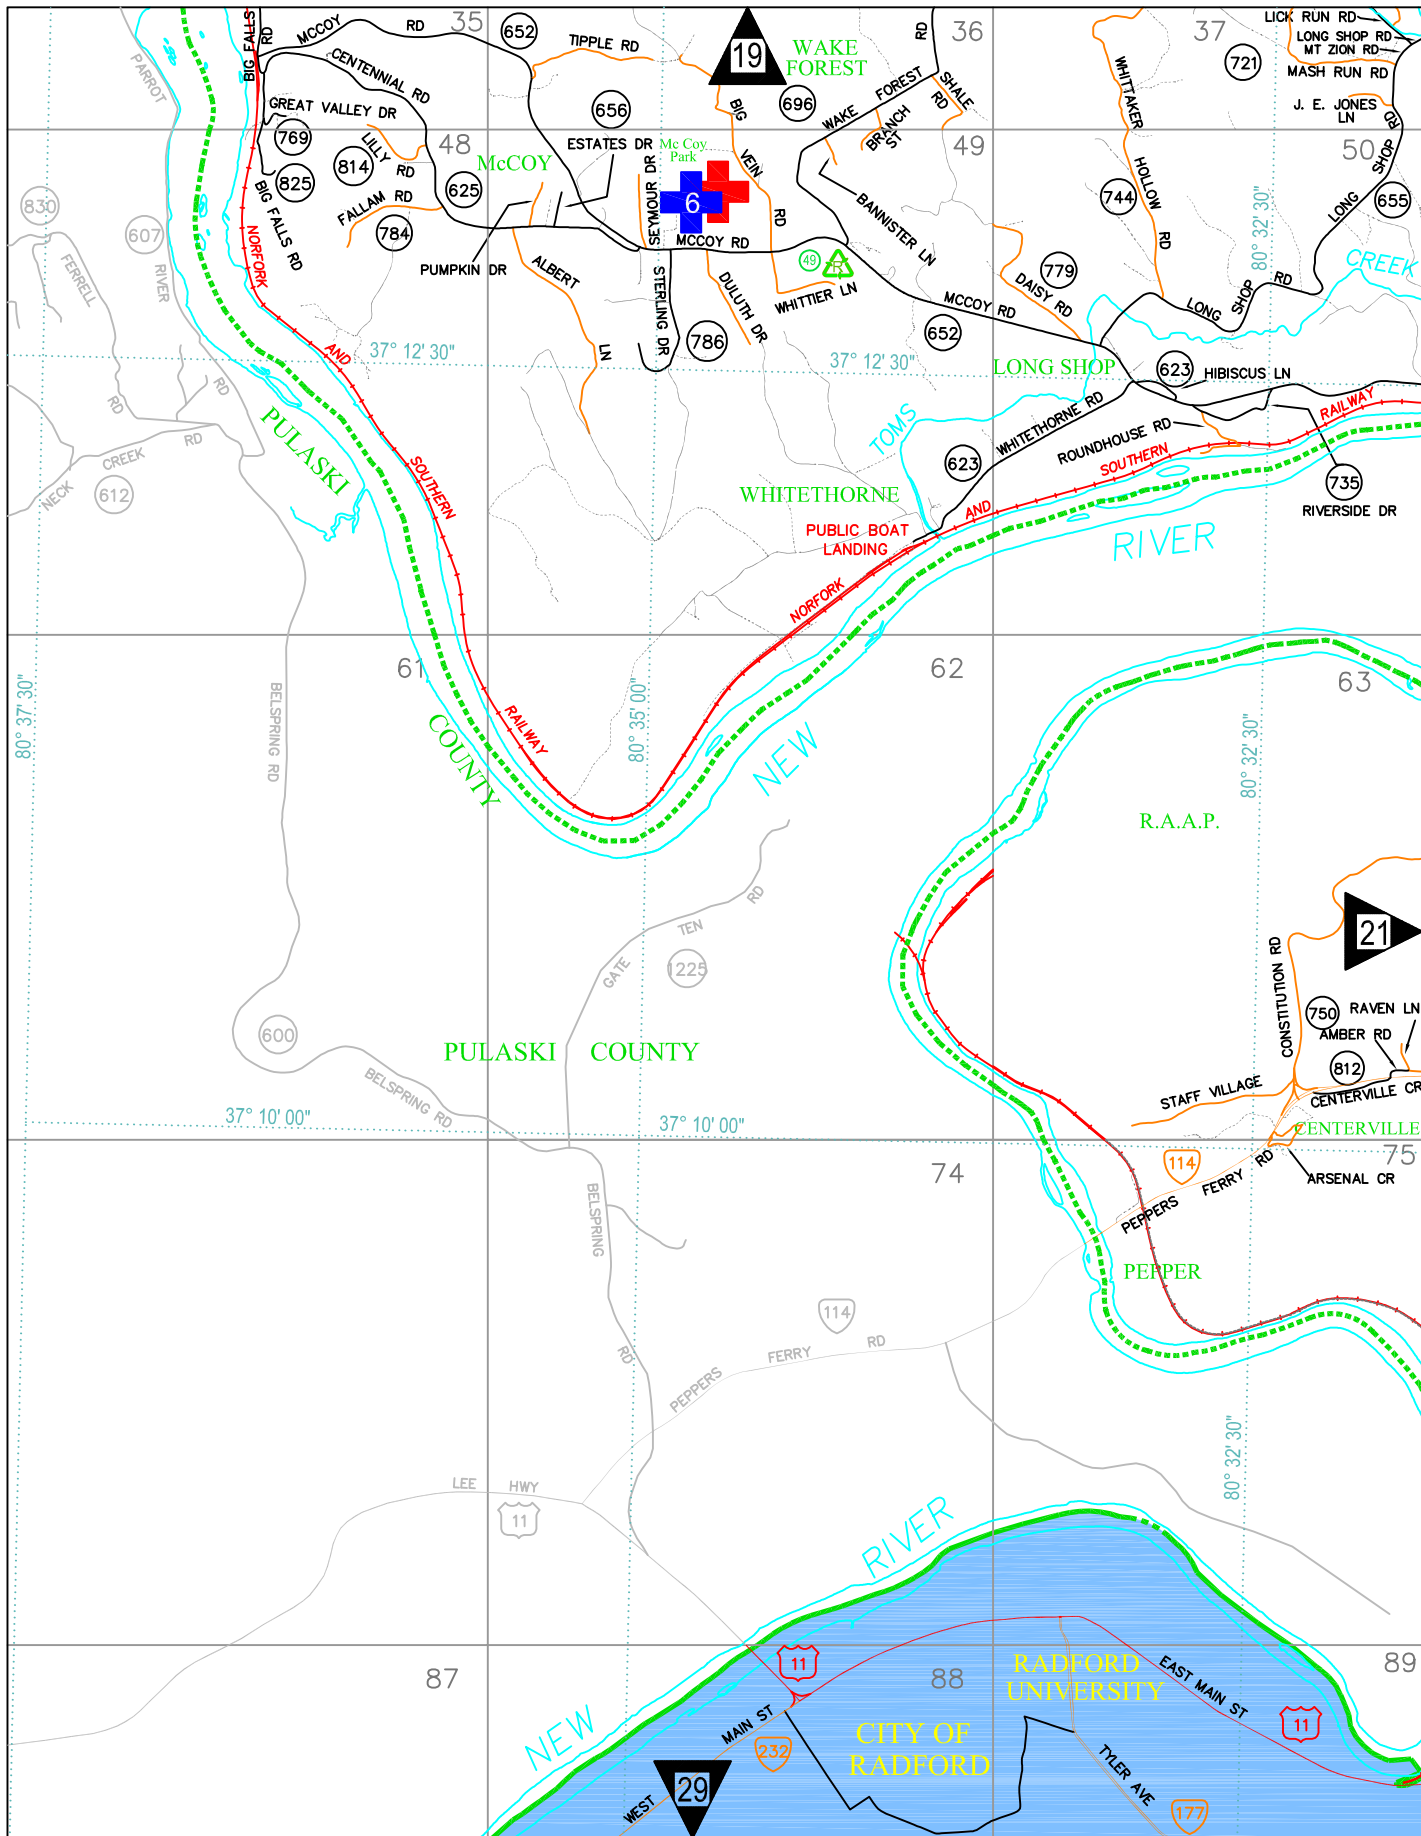 35
652
36
37
LICK RUN RD
LONG SHOP RD
MT ZION RD
MASH RUN RD
721
J. E. JONES
LN
BIG FALLS
RD
MCCOY
RD
TIPPLE RD
19
WAKE
FOREST
RD
PARROT
CENTENNIAL RD
GREAT VALLEY DR
656
BIG
696
WAKE
FOREST
SHALE
RD
WHITTAKER
769
48
ESTATES DR
Mc Coy
Park
BRANCH
ST
49
50
SHOP
RD
LILLY
RD
814
McCOY
VEIN
825
625
SEYMOUR DR
6
744
HOLLOW
LONG
655
830
FALLAM RD
BIG FALLS RD
784
BANNISTER LN
80° 32' 30"
607
RIVER
NORFORK
RD
MCCOY RD
RD
FERRELL
PUMPKIN DR
ALBERT
49
R
779
CREEK
STERLING DR
DULUTH DR
WHITTIER LN
DAISY RD
LONG
SHOP
RD
MCCOY RD
AND
37° 12' 30"
LN
786
37° 12' 30"
652
LONG SHOP
623
HIBISCUS LN
RD
RD
PULASKI
TOMS
WHITETHORNE RD
ROUNDHOUSE RD
RAILWAY
CREEK
RD
NECK
612
SOUTHERN
623
SOUTHERN
735
RIVERSIDE DR
WHITETHORNE
AND
PUBLIC BOAT
LANDING
RIVER
NORFORK
61
62
63
80° 37' 30"
BELSPRING RD
COUNTY
RAILWAY
80° 35' 00"
NEW
80° 32' 30"
R.A.A.P.
RD
TEN
GATE
1225
21
CONSTITUTION RD
600
750
RAVEN LN
AMBER RD
PULASKI
COUNTY
812
BELSPRING RD
STAFF VILLAGE
CENTERVILLE CR
37° 10' 00"
37° 10' 00"
CENTERVILLE
74
114
75
PEPPERS
FERRY
RD
ARSENAL CR
BELSPRING
PEPPER
114
RD
PEPPERS
FERRY
RD
80° 32' 30"
LEE
HWY
11
RIVER
87
11
88
RADFORD
UNIVERSITY
EAST MAIN ST
89
NEW
MAIN ST
CITY OF
RADFORD
11
232
29
WEST
TYLER AVE
177